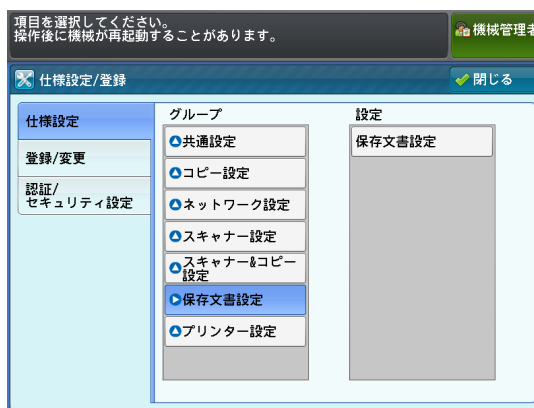 項目を選択してください。
操作後に機械が再起動することがあります。
機械管理者
仕様設定/登録
閉じる
仕様設定
登録/変更
認証/
セキュリティ設定
グループ
共通設定
コピー設定
ネットワーク設定
スキャナー設定
スキャナー&コピー
設定
保存文書設定
プリンター設定
設定
保存文書設定